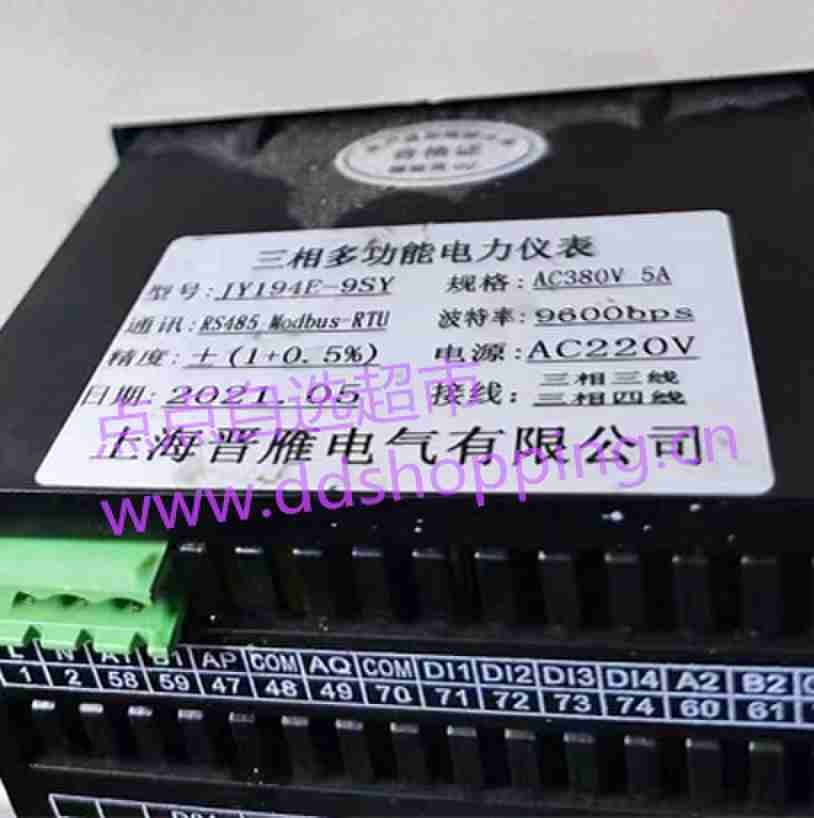 合格证
三相多功能电力仪表
型号: JY194E-9SY 规格: AC380V 5A
通讯: RS485 Modbus-RTU 波特率: 9600bps
精度: ±(1+0.5%) 电源: AC220V
日期: 2021.05 接线: 三相三线
三相四线
点点自选超市
上海晋雁电气有限公司
www.ddshopping.cn
L N A1 B1 AP COM AQ COM DI1 DI2 DI3 DI4 A2 B2
1 2 58 59 47 48 49 70 71 72 73 74 60 61